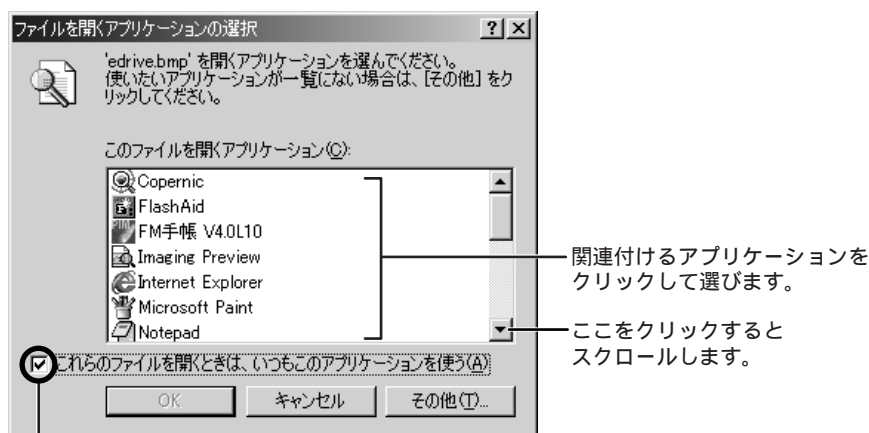 ファイルを開くアプリケーションの選択
'edrive.bmp' を開くアプリケーションを選んでください。
使いたいアプリケーションが一覧にない場合は、[その他] をク
リックしてください。
このファイルを開くアプリケーション(C):
Copernic
FlashAid
FM手帳 V4.0L10
Imaging Preview
Internet Explorer
Microsoft Paint
Notepad
関連付けるアプリケーションを
クリックして選びます。
ここをクリックすると
スクロールします。
これらのファイルを開くときは、いつもこのアプリケーションを使う(A)
OK
キャンセル
その他(T)...